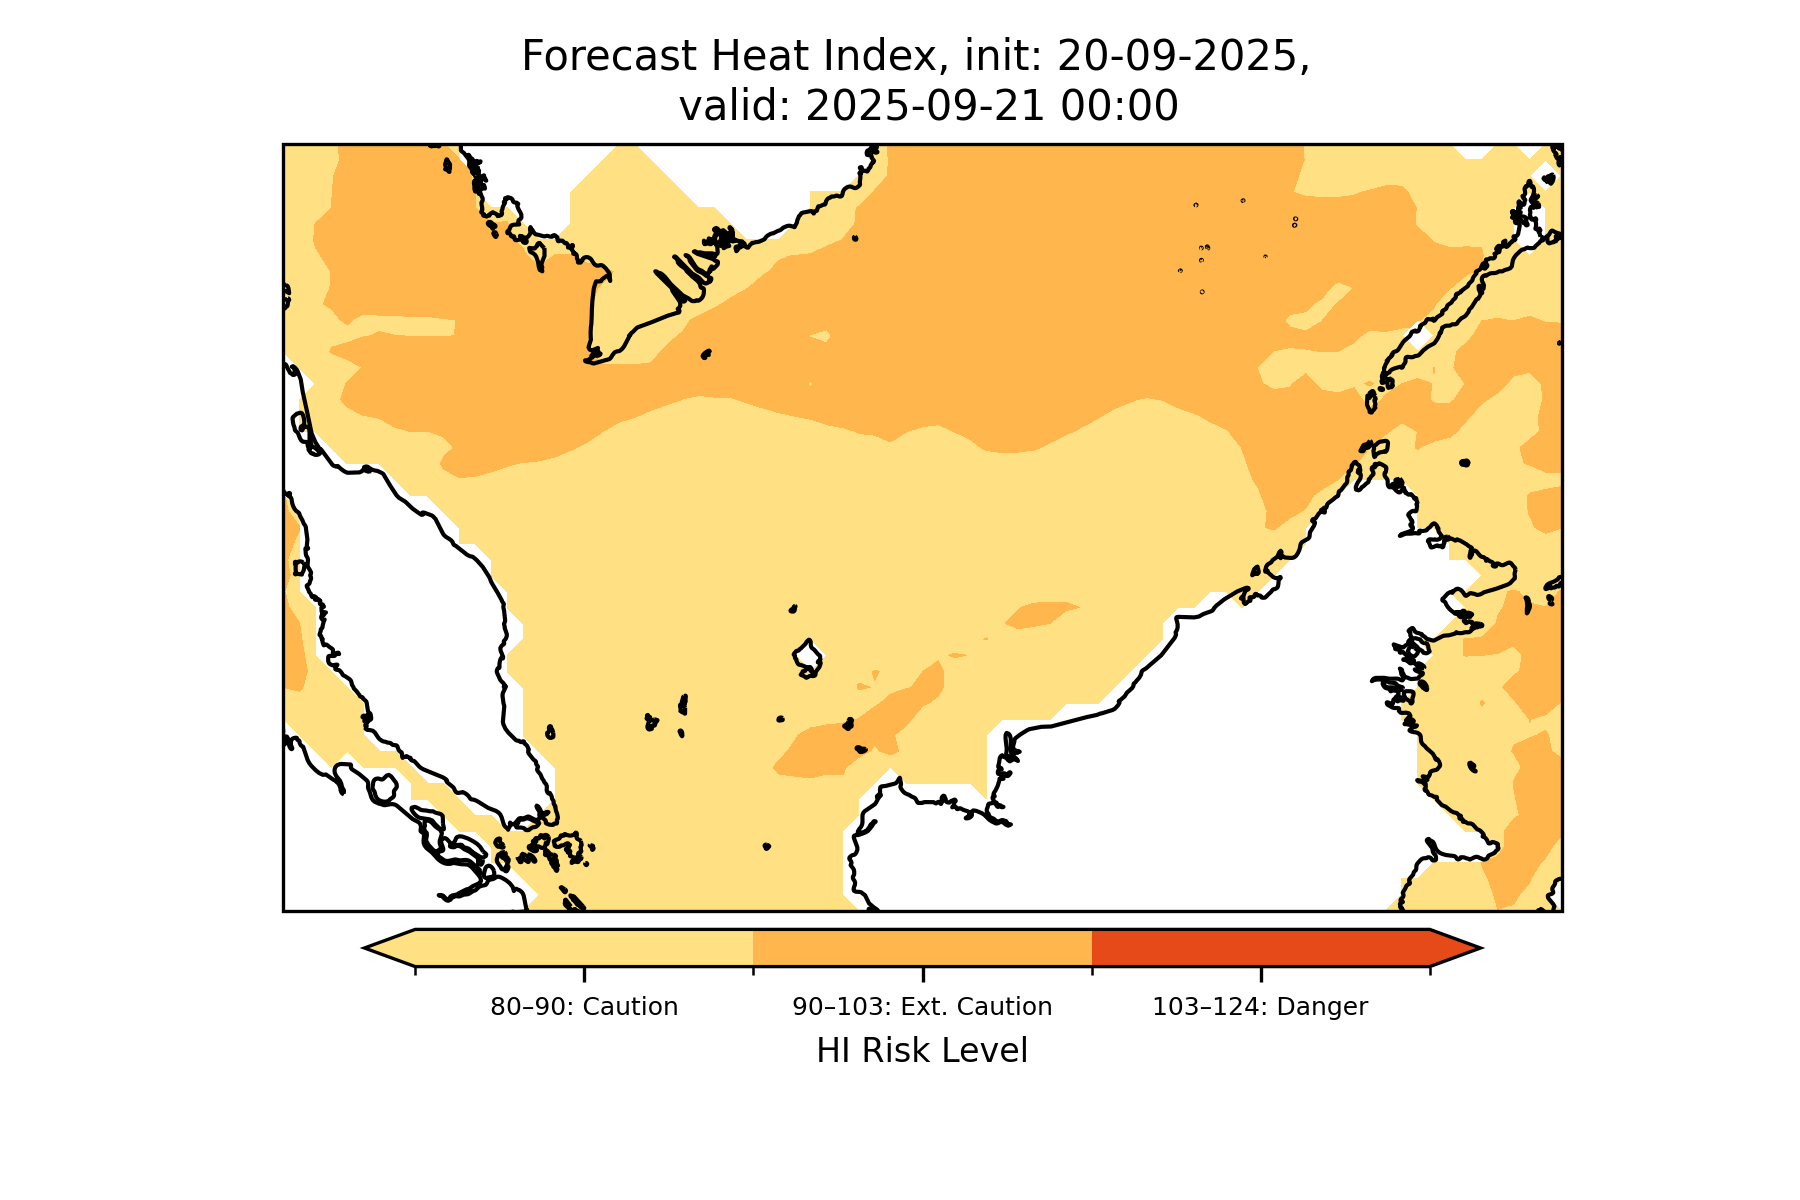 Forecast Heat Index, init: 20-09-2025,
valid: 2025-09-21 00:00
80–90: Caution
90–103: Ext. Caution
103–124: Danger
HI Risk Level